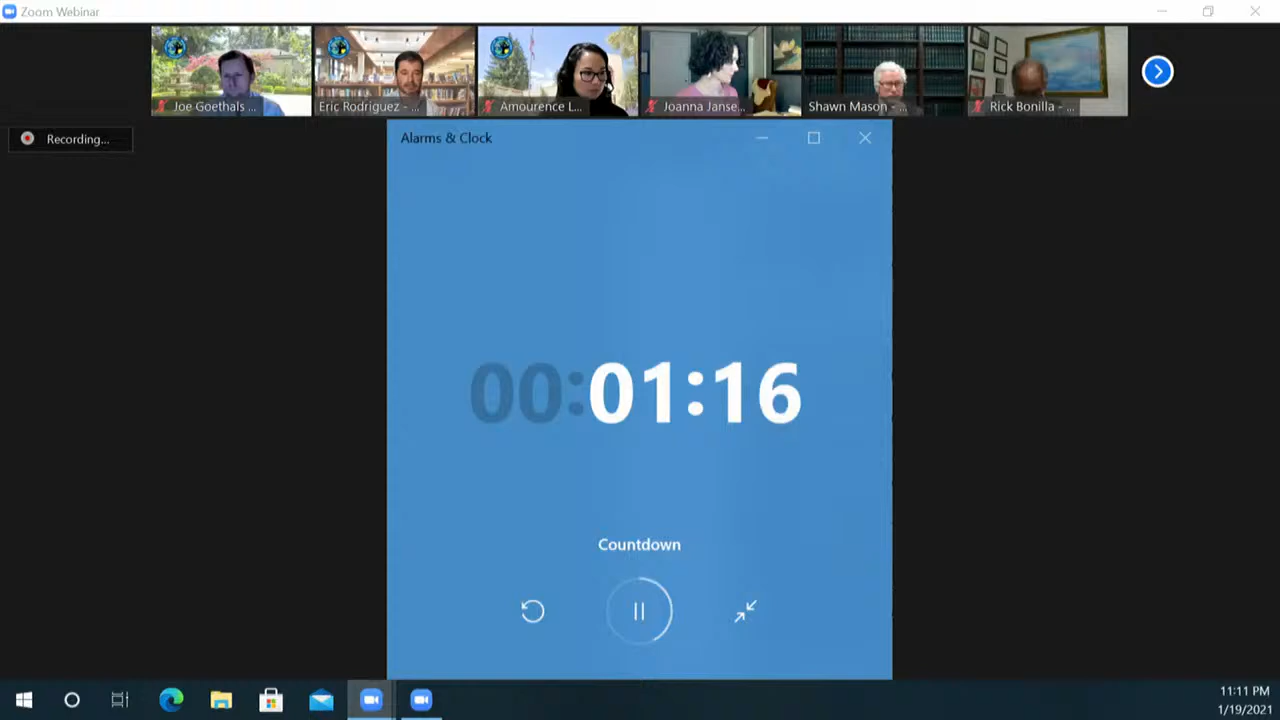 Zoom Webinar
Joe Goethals ...
Eric Rodriguez - ...
Amourence L...
Joanna Janse...
Shawn Mason - ...
Rick Bonilla - ...
Recording...
Alarms & Clock
00:01:16
Countdown
11:11 PM
1/19/2021